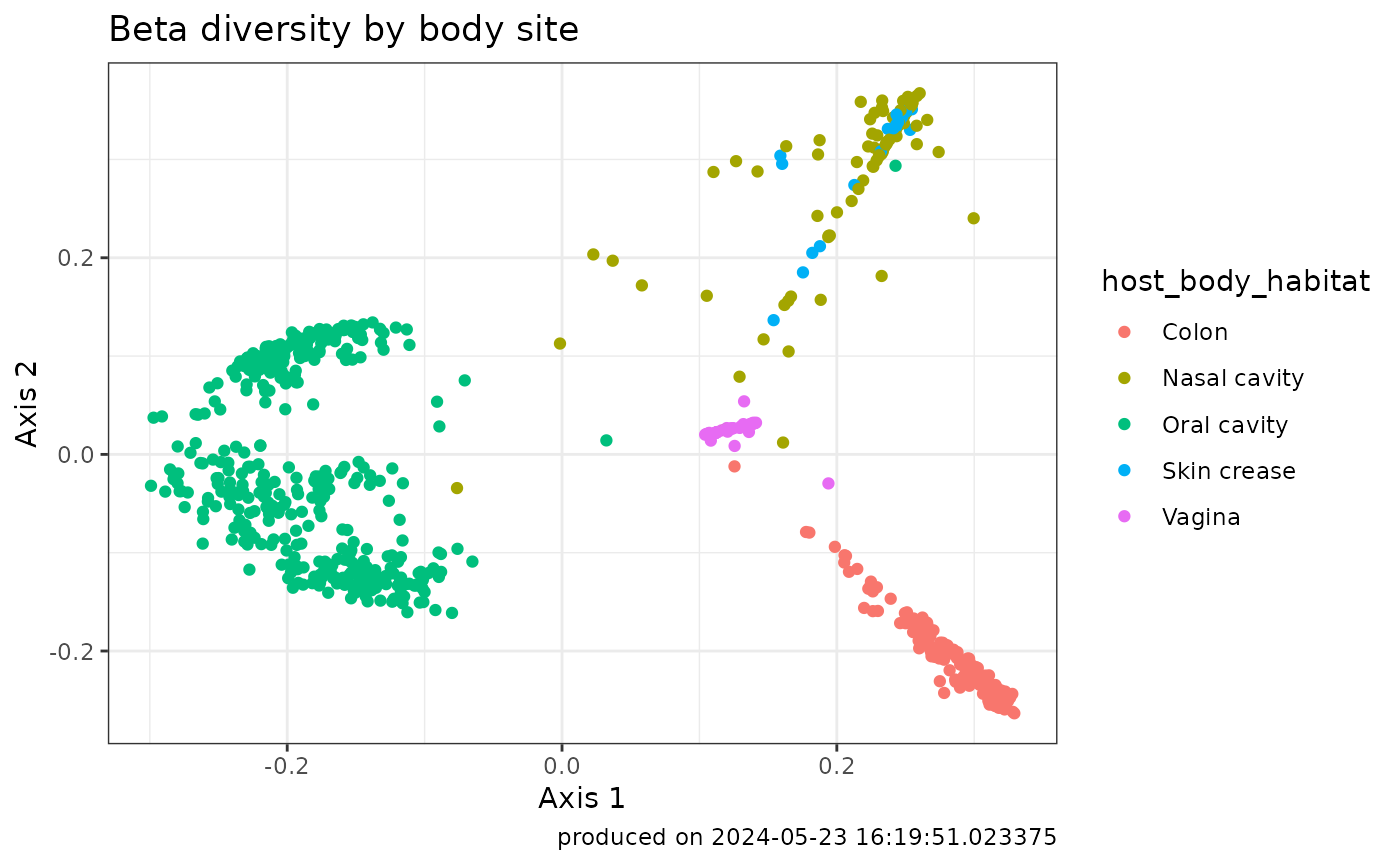 Beta diversity by body site
Axis 2
0.2
0.0
-0.2
-0.2
0.0
0.2
Axis 1
host_body_habitat
Colon
Nasal cavity
Oral cavity
Skin crease
Vagina
produced on 2024-05-23 16:19:51.023375